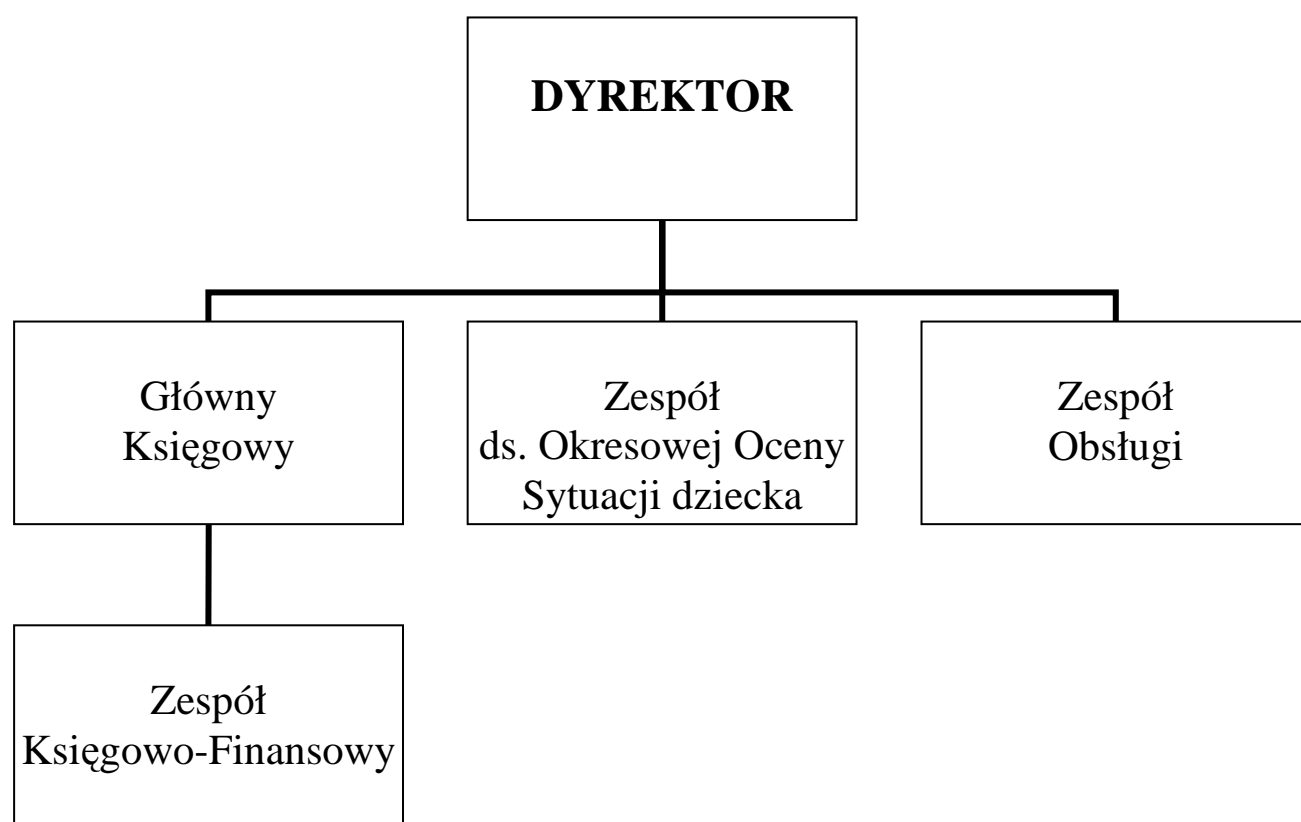 DYREKTOR
Główny
Księgowy
Zespół
ds. Okresowej Oceny
Sytuacji dziecka
Zespół
Obsługi
Zespół
Księgowo-Finansowy